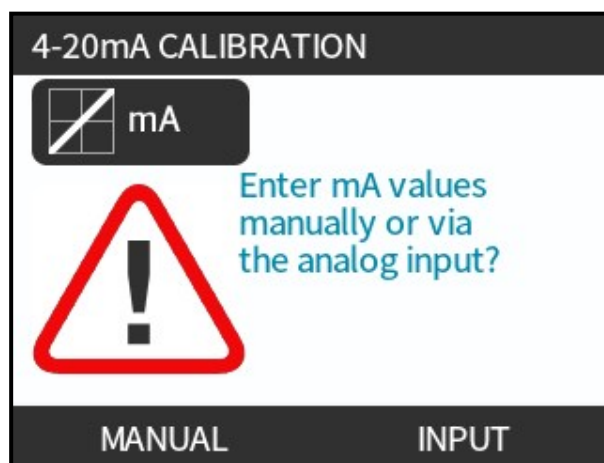 4-20mA CALIBRATION
mA
Enter mA values
manually or via
the analog input?
MANUAL INPUT